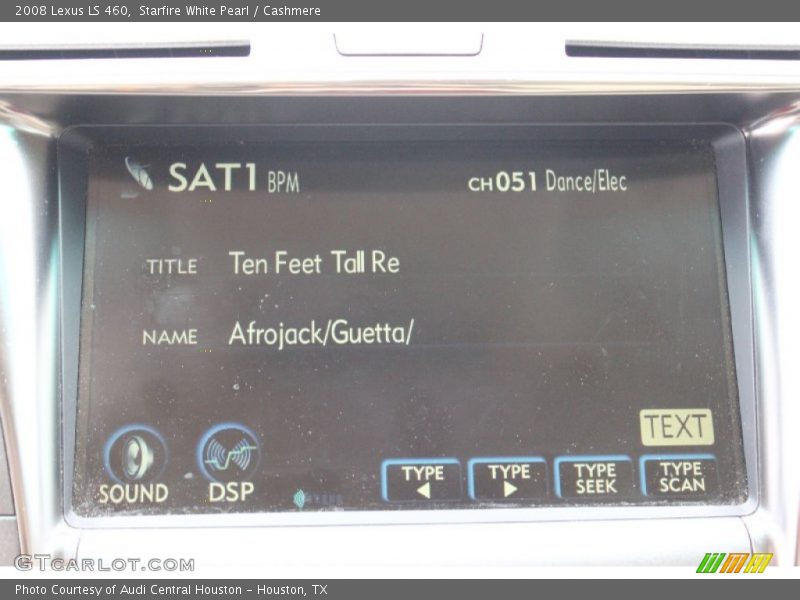 2008 Lexus LS 460, Starfire White Pearl / Cashmere
SAT1 BPM CH051 Dance/Elec
TITLE Ten Feet Tall Re
NAME Afrojack/Guetta/
TEXT
SOUND DSP TYPE TYPE TYPE SEEK TYPE SCAN
GTcarlot.com
Photo Courtesy of Audi Central Houston - Houston, TX